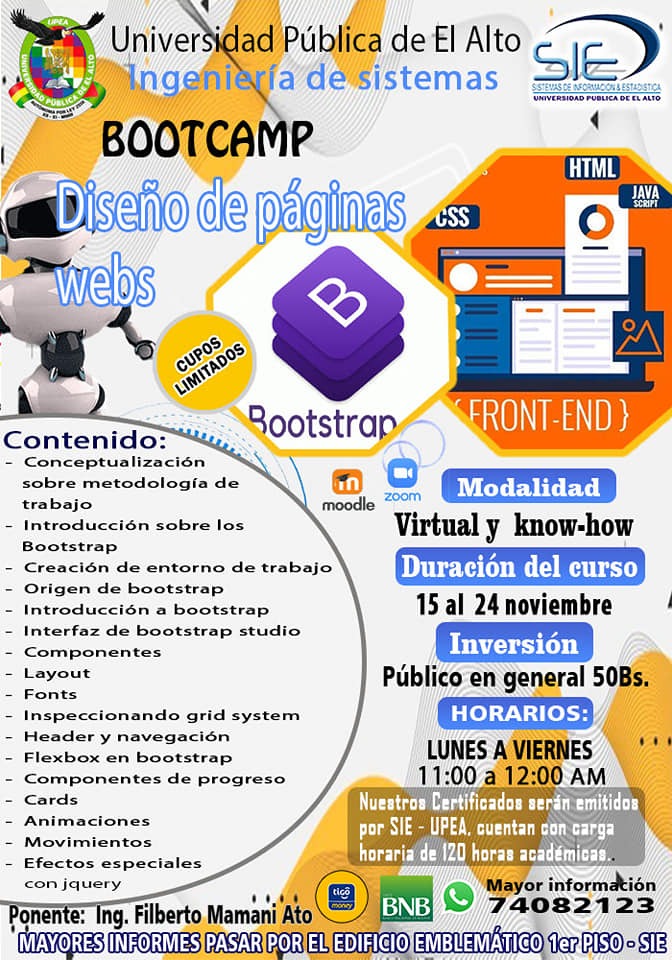 UPEA
UNIVERSIDAD PÚBLICA DE EL ALTO
Universidad Pública de El Alto
Ingeniería de sistemas
SIE
SISTEMAS DE INFORMACIÓN & ESTADISTICA
UNIVERSIDAD PUBLICA DE EL ALTO
BOOTCAMP
Diseño de páginas
webs
HTML
JAVA
SCRIPT
CSS
B
CUPOS
LIMITADOS
Bootstrap
{ FRONT-END }
Contenido:
- Conceptualización
sobre metodología de
trabajo
- Introducción sobre los
Bootstrap
- Creación de entorno de trabajo
- Origen de bootstrap
- Introducción a bootstrap
- Interfaz de bootstrap studio
- Componentes
- Layout
- Fonts
- Inspeccionando grid system
- Header y navegación
- Flexbox en bootstrap
- Componentes de progreso
- Cards
- Animaciones
- Movimientos
- Efectos especiales
con jquery
moodle
zoom
Modalidad
Virtual y know-how
Duración del curso
15 al 24 noviembre
Inversión
Público en general 50Bs.
HORARIOS:
LUNES A VIERNES
11:00 a 12:00 AM
Nuestros Certificados serán emitidos
por SIE - UPEA, cuentan con carga
horaria de 120 horas académicas..
Ponente: Ing. Filberto Mamani Ato
tigo
money
BNB
Mayor información
74082123
MAYORES INFORMES PASAR POR EL EDIFICIO EMBLEMÁTICO 1er PISO - SIE